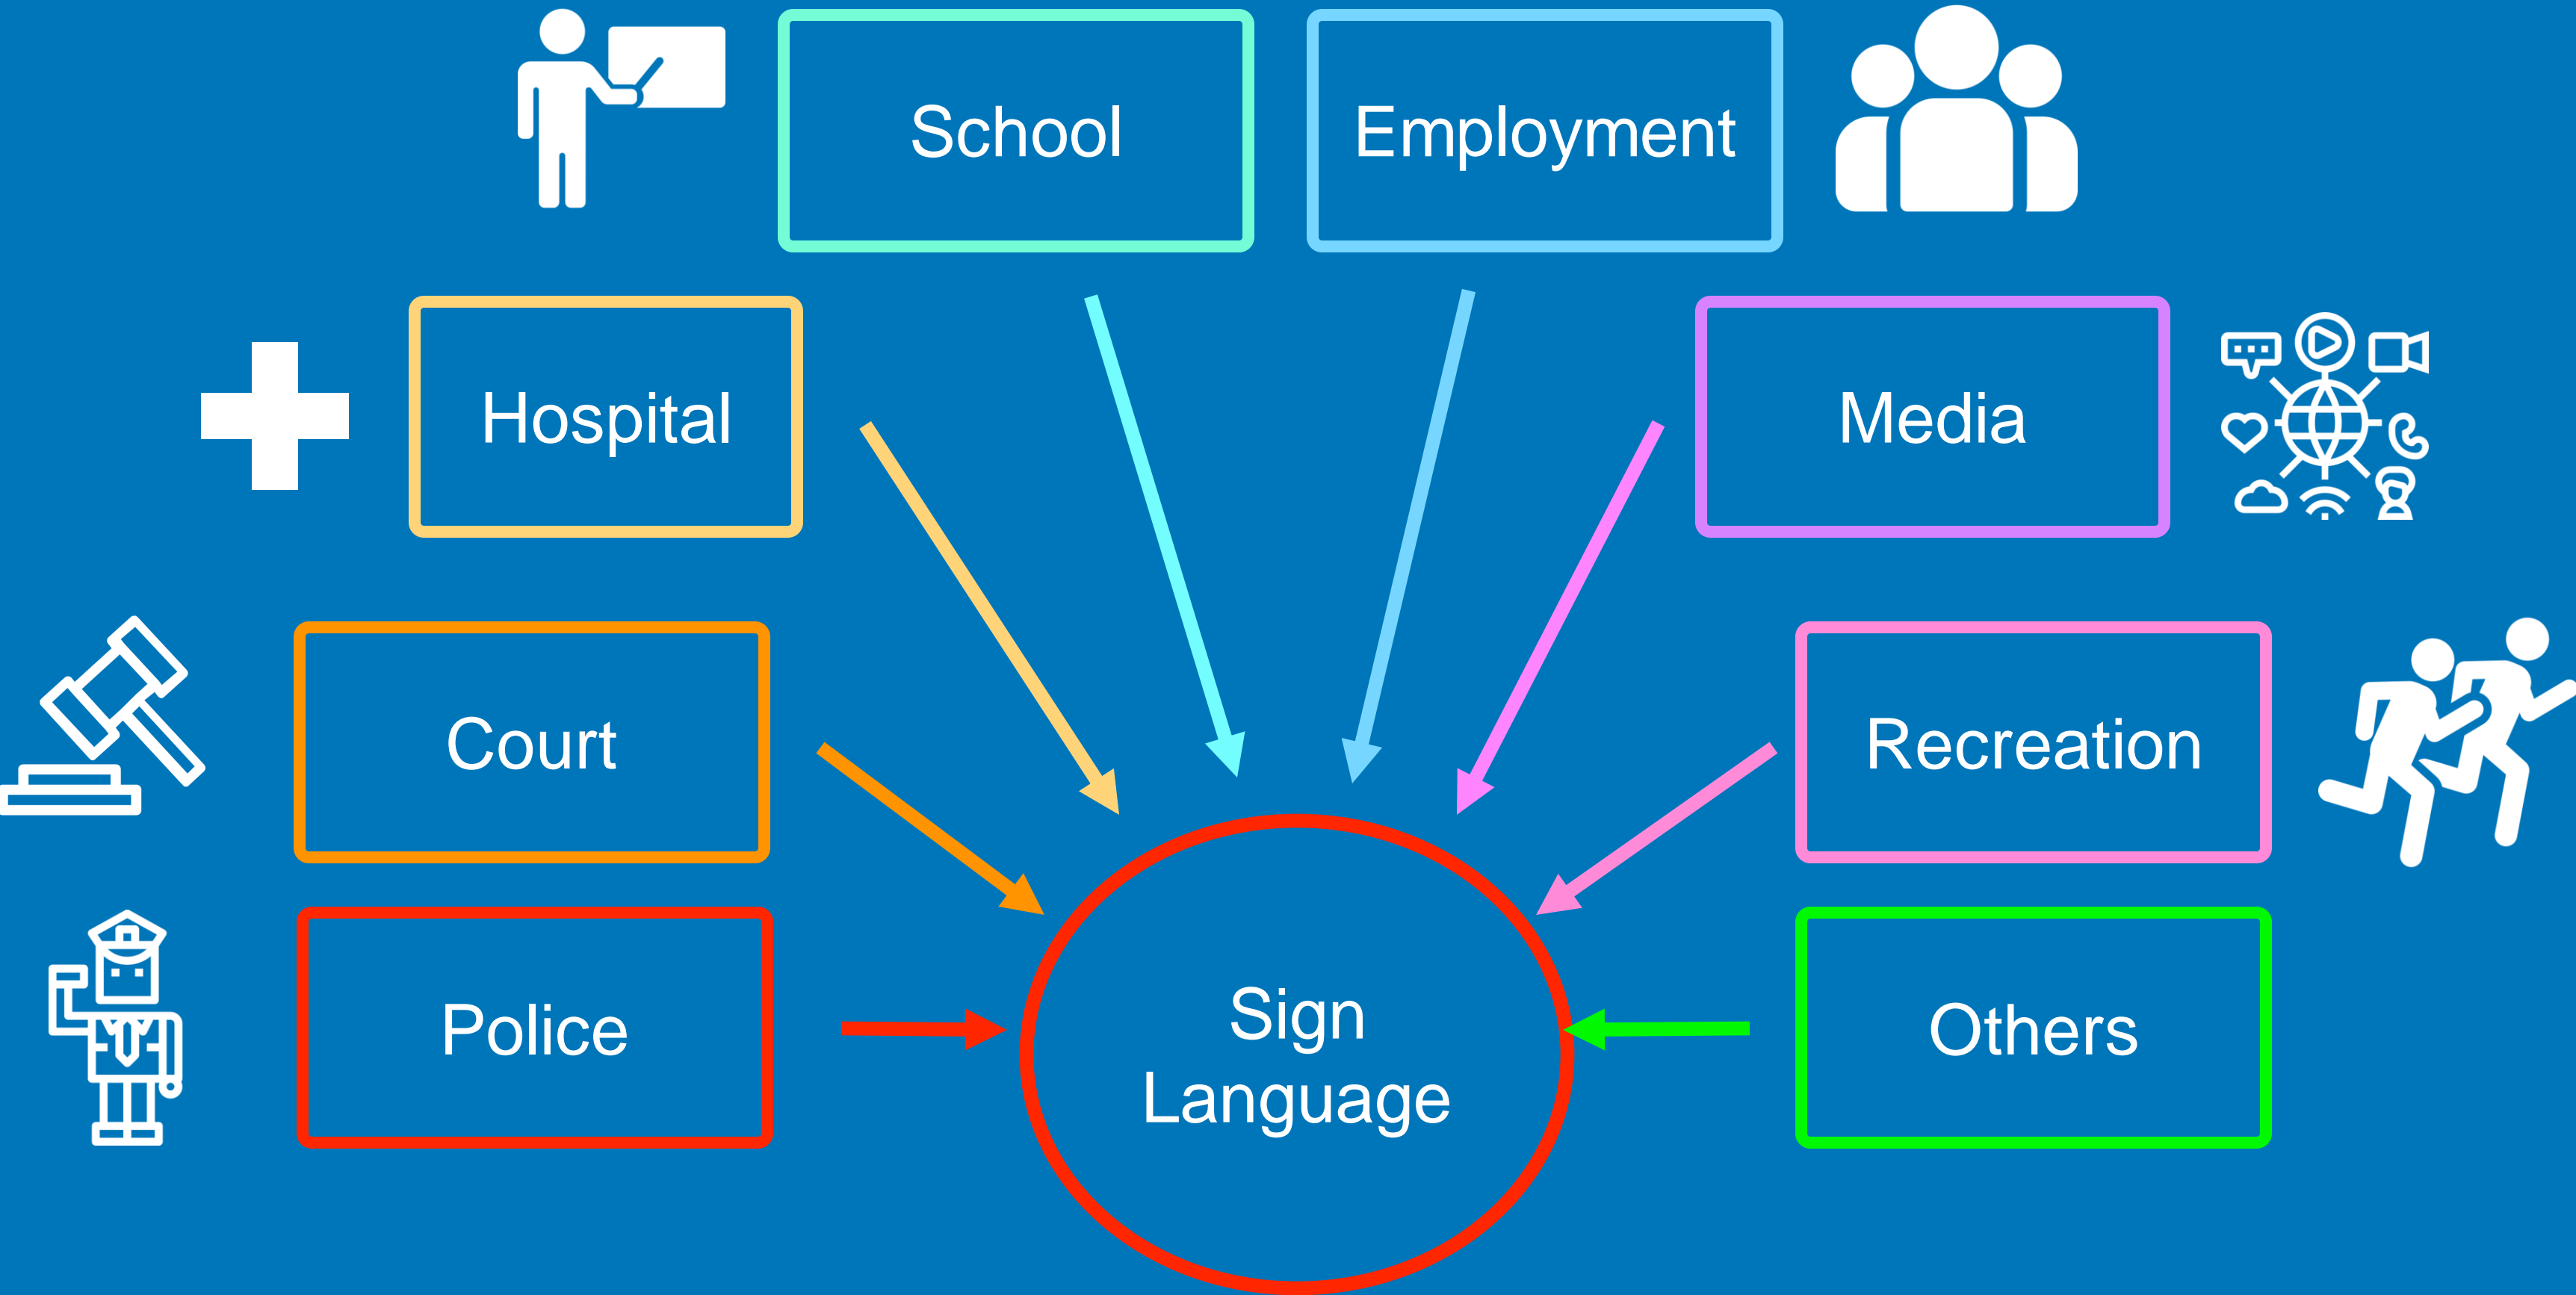 School
Employment
Hospital
Media
Court
Recreation
Police
Sign
Language
Others